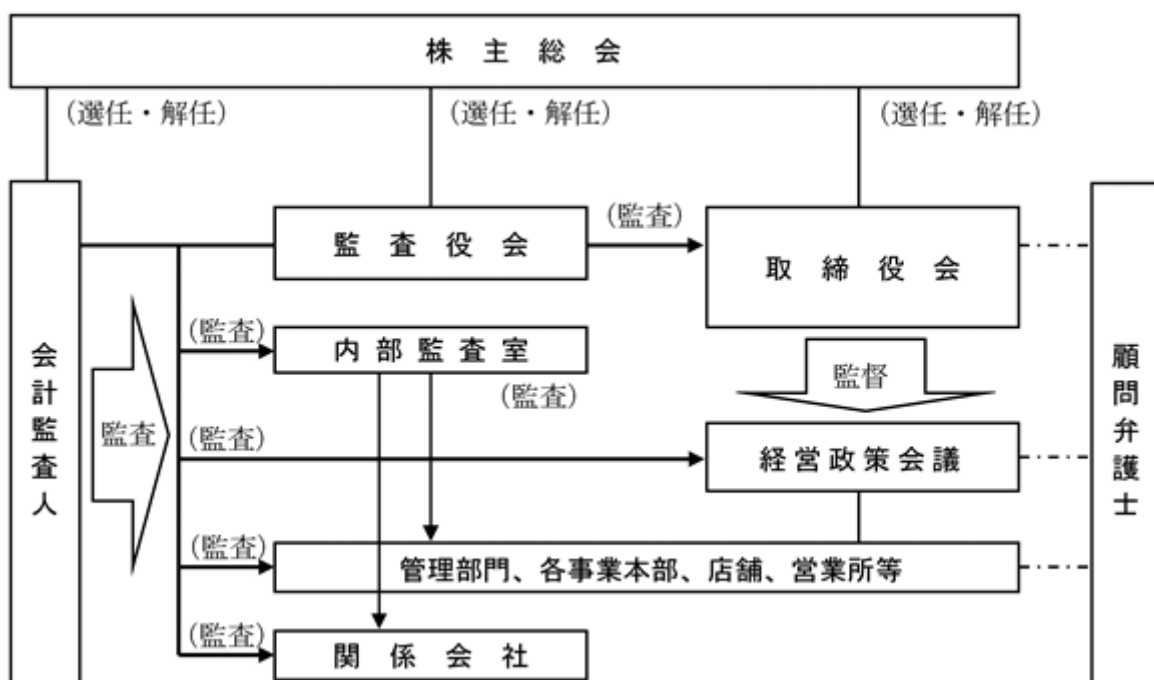 株主総会
(選任・解任)
(選任・解任)
(選任・解任)
監査役会
(監査)
取締役会
(監査)
内部監査室
(監査)
監督
会計監査人
監査
(監査)
経営政策会議
顧問弁護士
(監査)
管理部門、各事業本部、店舗、営業所等
(監査)
関係会社